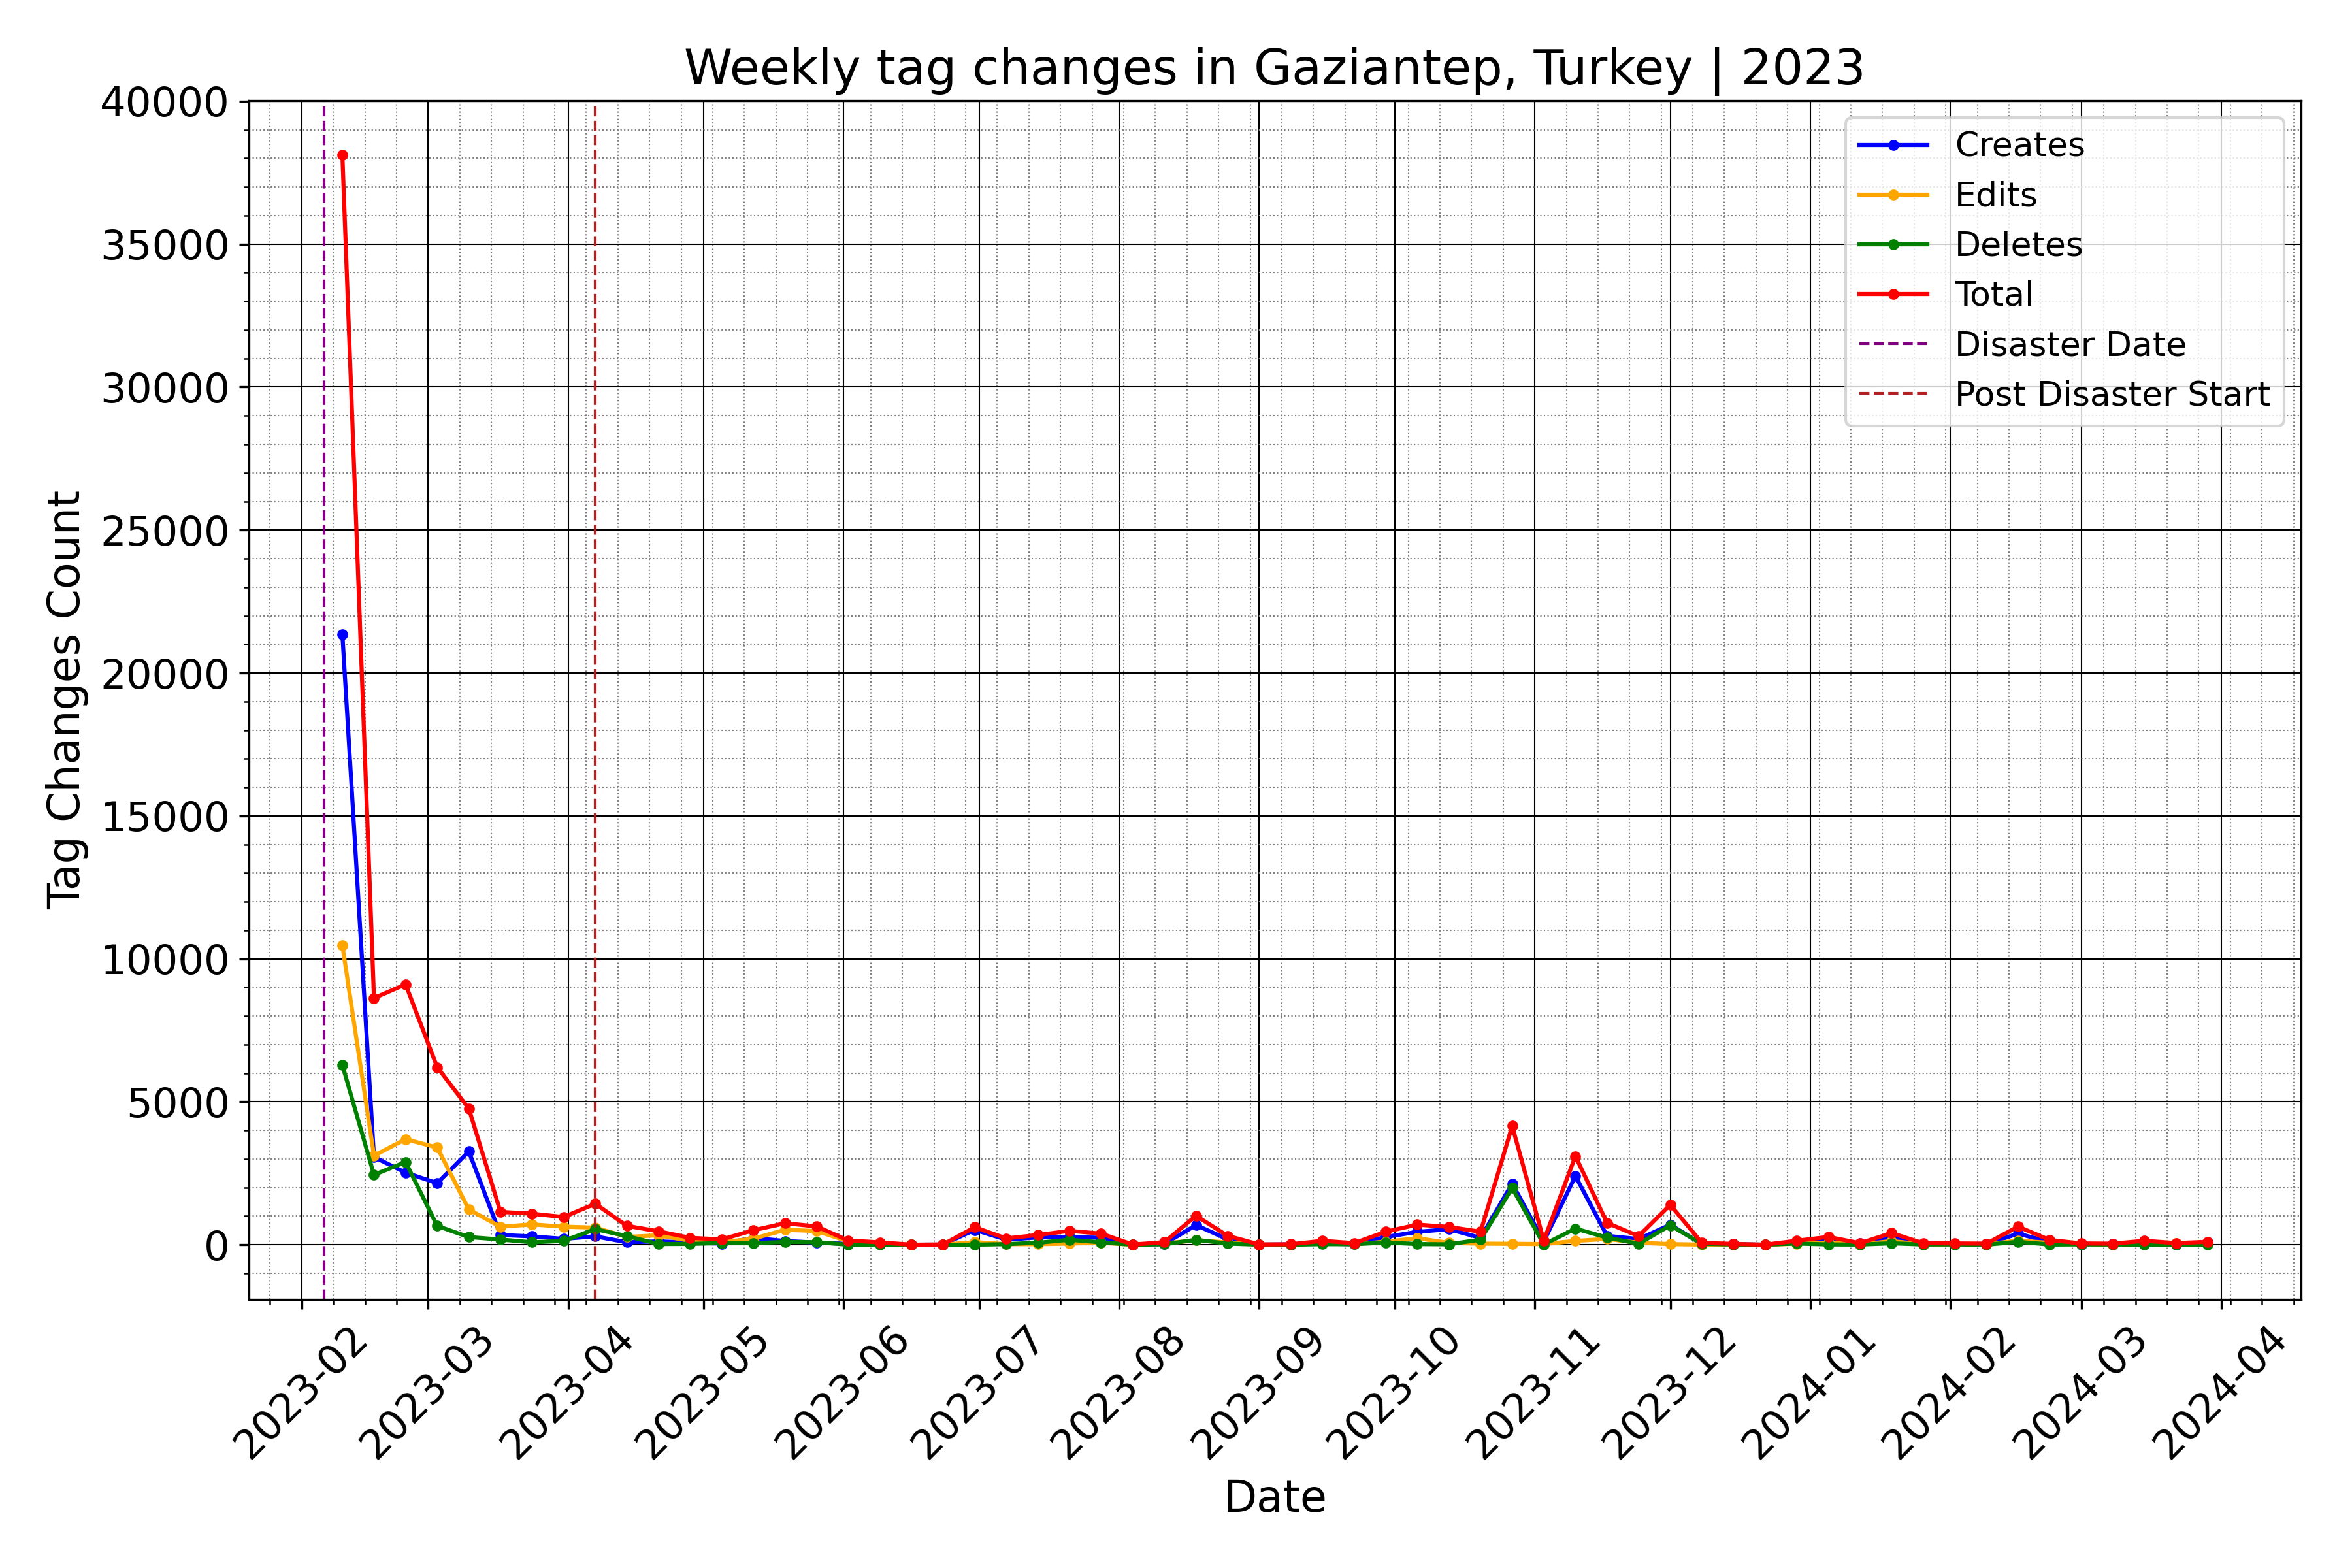 Weekly tag changes in Gaziantep, Turkey | 2023
40000
35000
30000
25000
20000
15000
10000
5000
0
Tag Changes Count
Creates
Edits
Deletes
Total
Disaster Date
Post Disaster Start
2023-02
2023-03
2023-04
2023-05
2023-06
2023-07
2023-08
2023-09
2023-10
2023-11
2023-12
2024-01
2024-02
2024-03
2024-04
Date